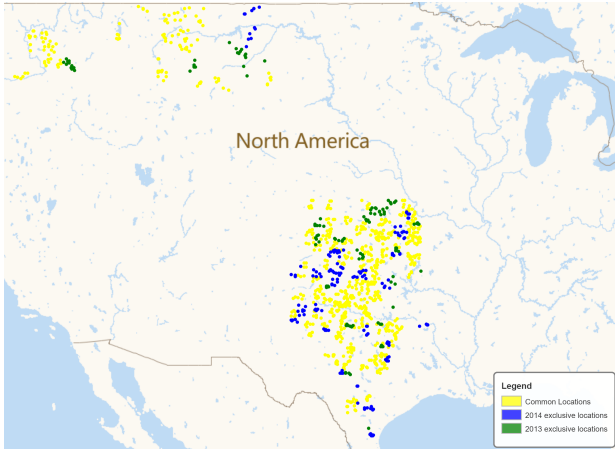 North America
Legend
Common Locations
2014 exclusive locations
2013 exclusive locations